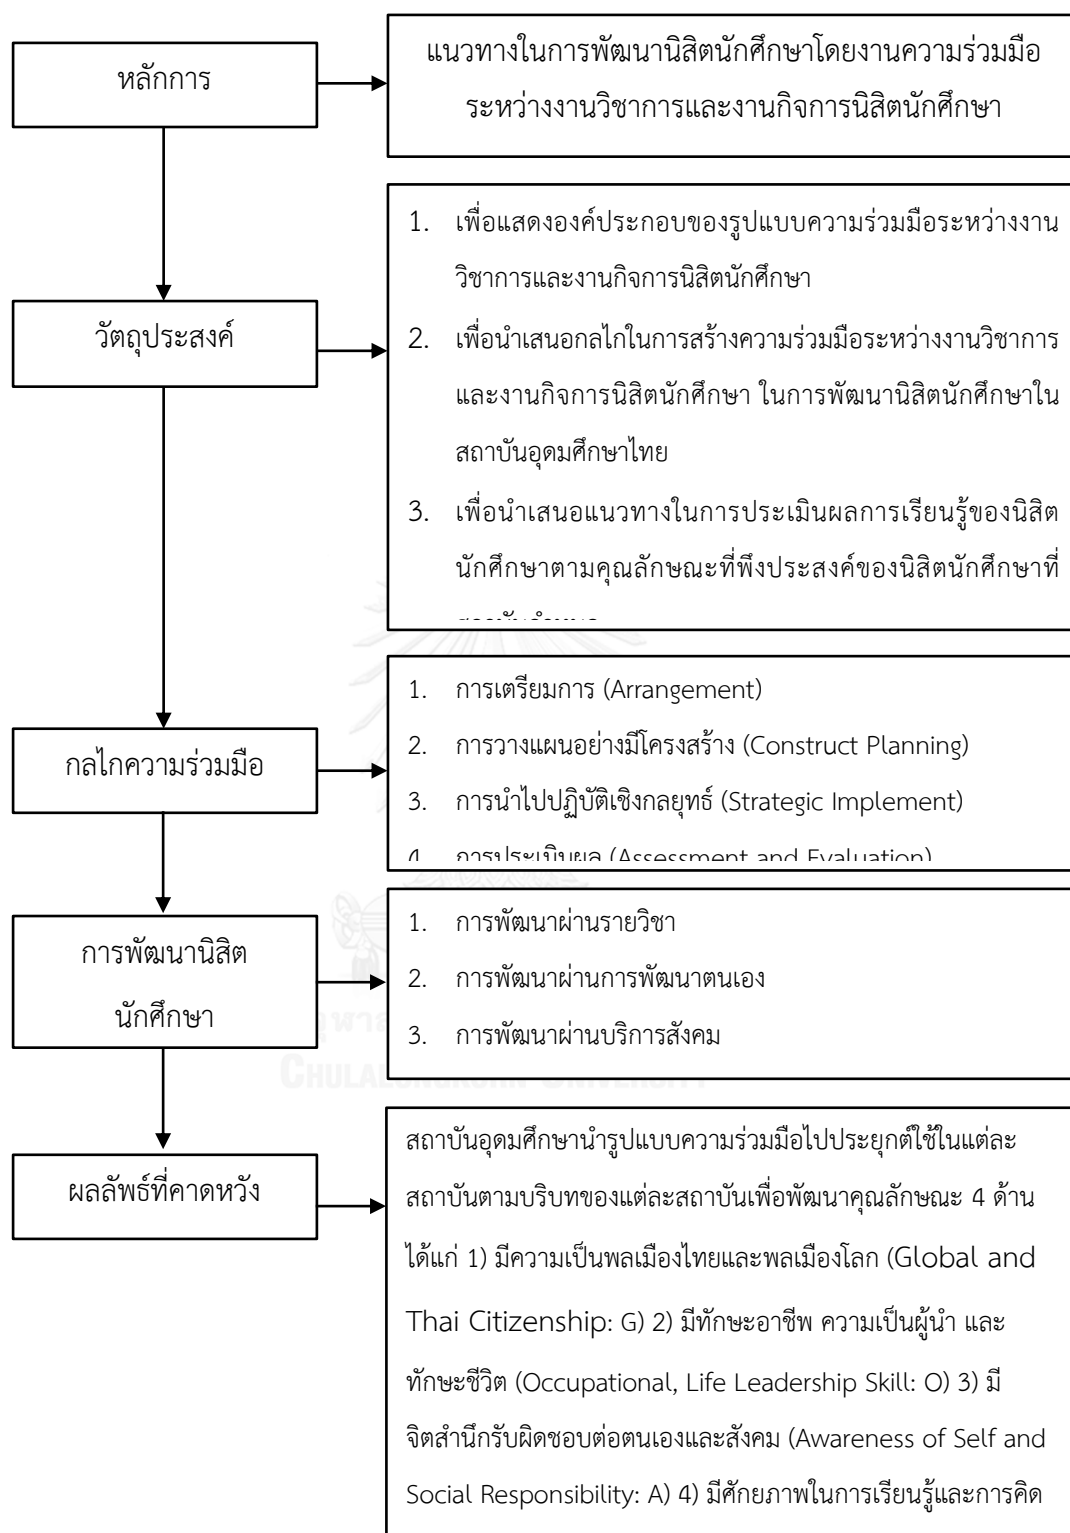 หลักการ
แนวทางในการพัฒนานิสิตนักศึกษาโดยงานความร่วมมือ
ระหว่างงานวิชาการและงานกิจการนิสิตนักศึกษา
วัตถุประสงค์
1. เพื่อแสดงองค์ประกอบของรูปแบบความร่วมมือระหว่างงาน
วิชาการและงานกิจการนิสิตนักศึกษา
2. เพื่อนำเสนอกลไกในการสร้างความร่วมมือระหว่างงานวิชาการ
และงานกิจการนิสิตนักศึกษา ในการพัฒนานิสิตนักศึกษาใน
สถาบันอุดมศึกษาไทย
3. เพื่อนำเสนอแนวทางในการประเมินผลการเรียนรู้ของนิสิต
นักศึกษาตามคุณลักษณะที่พึงประสงค์ของนิสิตนักศึกษาที่
กลไกความร่วมมือ
1. การเตรียมการ (Arrangement)
2. การวางแผนอย่างมีโครงสร้าง (Construct Planning)
3. การนำไปปฏิบัติเชิงกลยุทธ์ (Strategic Implement)
4. การประเมินผล (Assessment and Evaluation)
การพัฒนานิสิต
นักศึกษา
1. การพัฒนาผ่านรายวิชา
2. การพัฒนาผ่านการพัฒนาตนเอง
3. การพัฒนาผ่านบริการสังคม
CHULALONGKORN UNIVERSITY
ผลลัพธ์ที่คาดหวัง
สถาบันอุดมศึกษานำรูปแบบความร่วมมือไปประยุกต์ใช้ในแต่ละ
สถาบันตามบริบทของแต่ละสถาบันเพื่อพัฒนาคุณลักษณะ 4 ด้าน
ได้แก่ 1) มีความเป็นพลเมืองไทยและพลเมืองโลก (Global and
Thai Citizenship: G) 2) มีทักษะอาชีพ ความเป็นผู้นำ และ
ทักษะชีวิต (Occupational, Life Leadership Skill: O) 3) มี
จิตสำนึกรับผิดชอบต่อตนเองและสังคม (Awareness of Self and
Social Responsibility: A) 4) มีศักยภาพในการเรียนรู้และการคิด